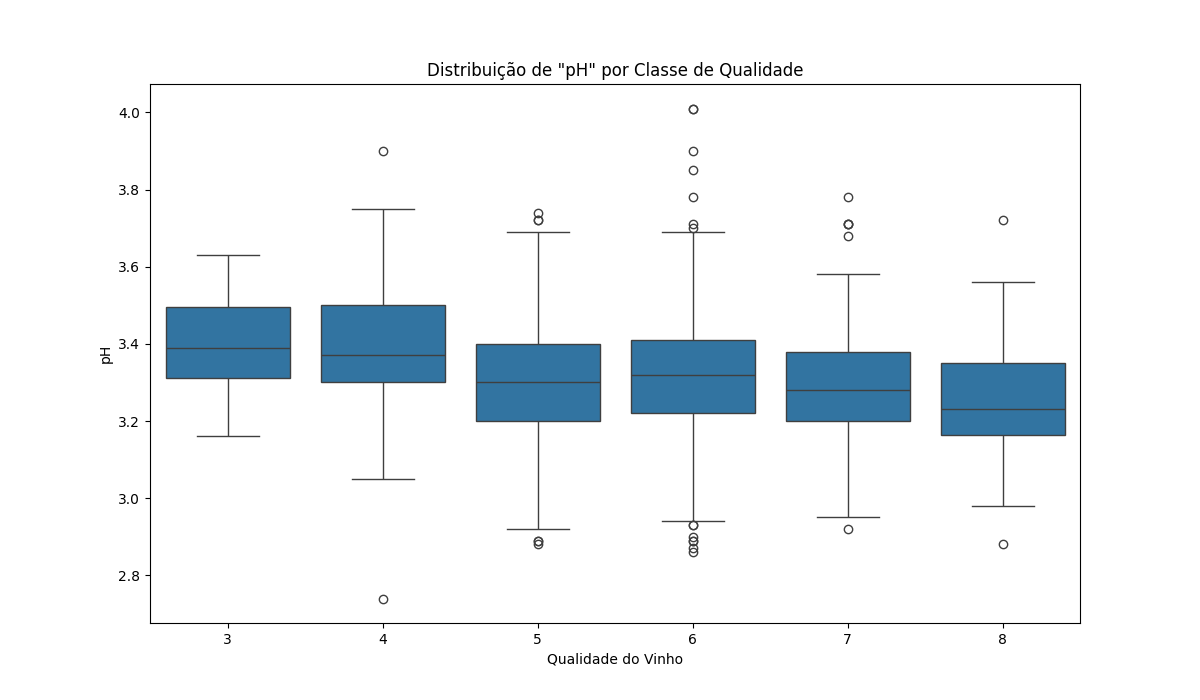 Distribuição de "pH" por Classe de Qualidade
4.0
3.8
3.6
3.4
3.2
3.0
2.8
pH
3 4 5 6 7 8
Qualidade do Vinho